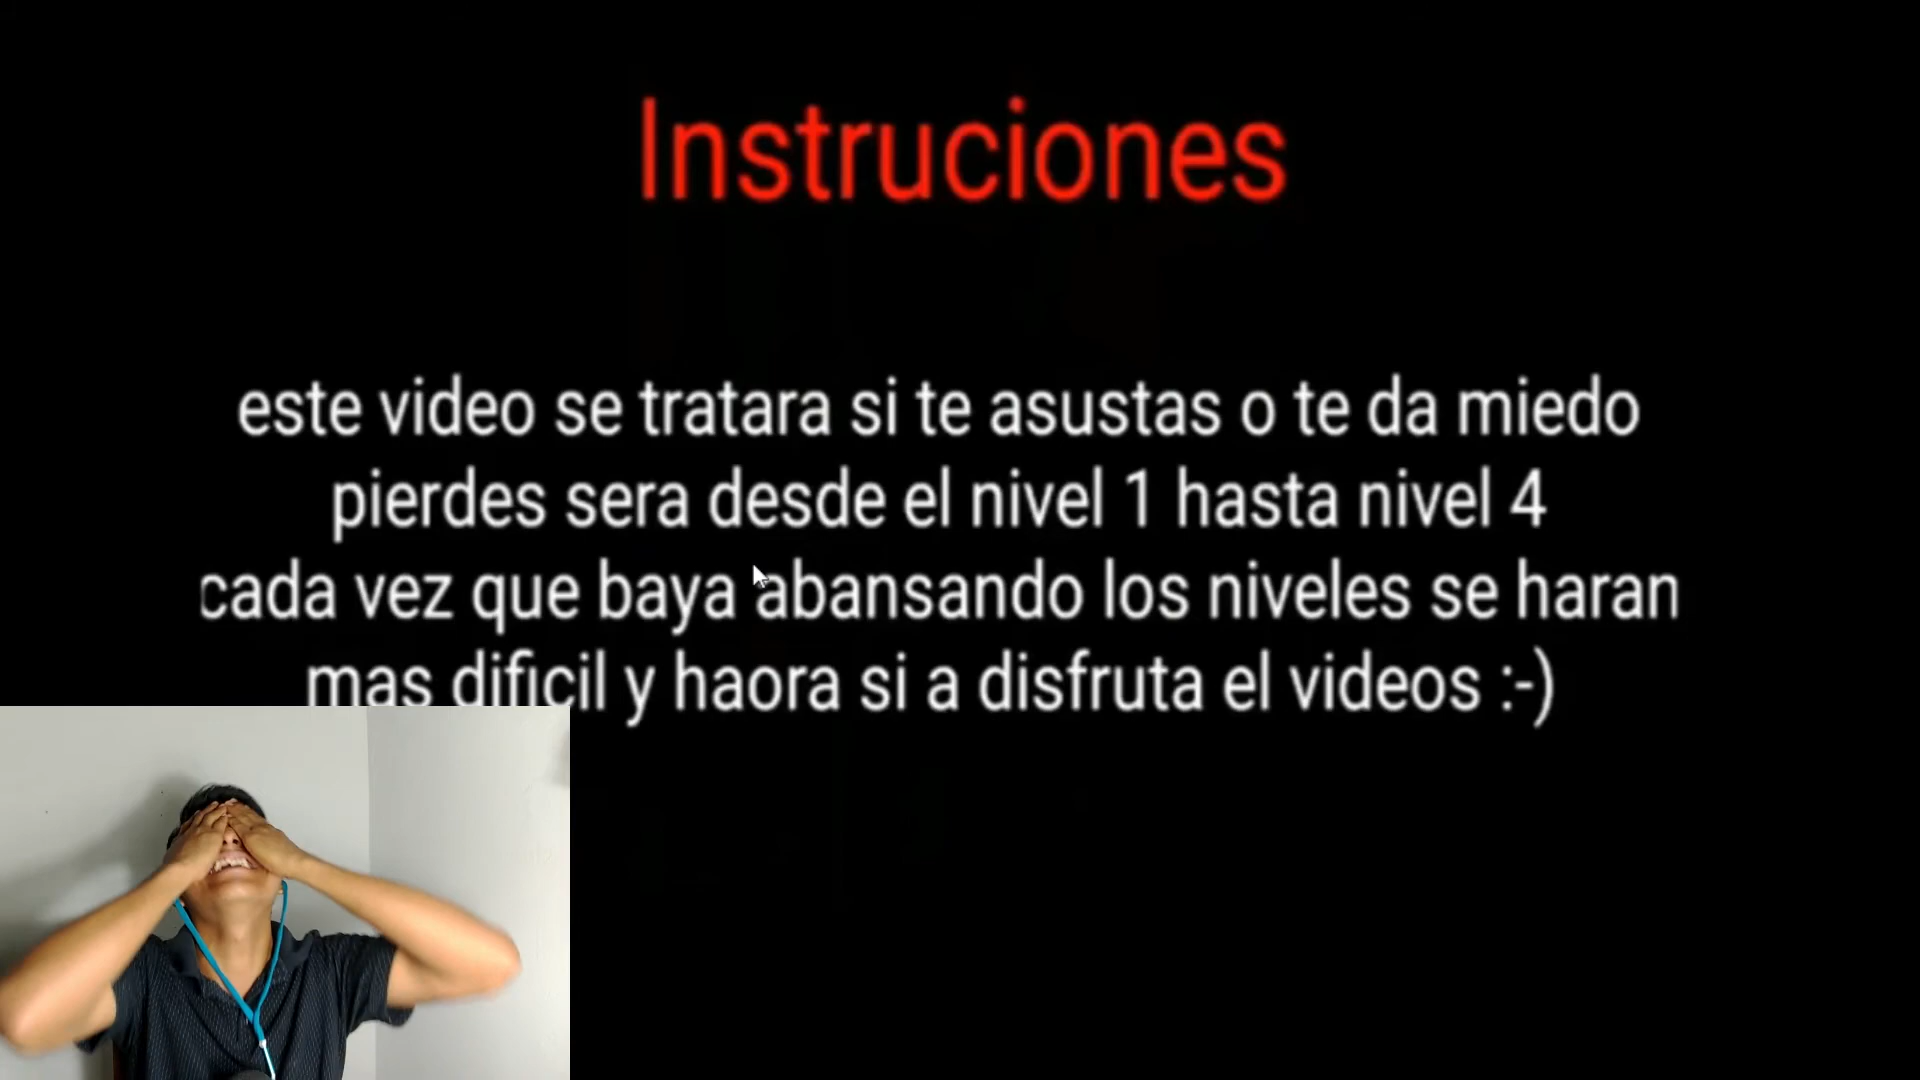 Instruciones
este video se tratara si te asustas o te da miedo
pierdes sera desde el nivel 1 hasta nivel 4
cada vez que baya abansando los niveles se haran
mas dificil y haora si a disfruta el videos :-)